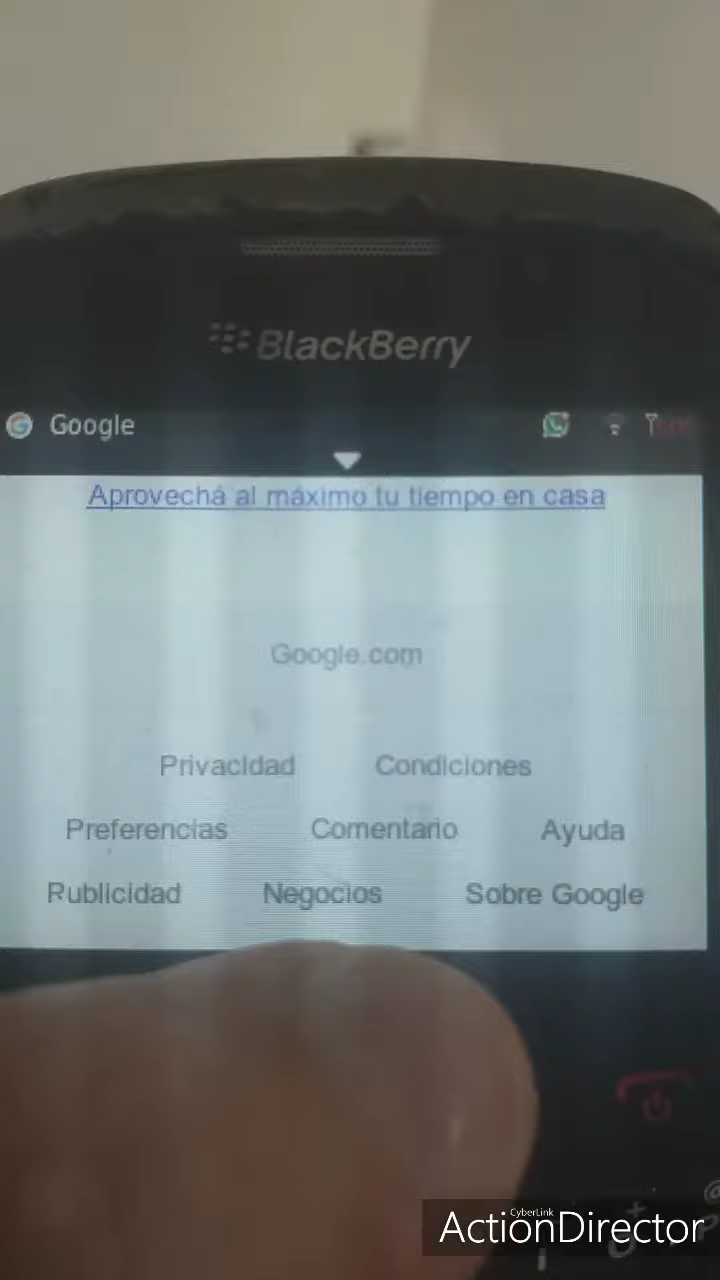 BlackBerry
Google
Aprovechá al máximo tu tiempo en casa
Google.com
Privacidad Condiciones
Preferencias Comentario Ayuda
Rublicidad Negocios Sobre Google
CyberLink
ActionDirector